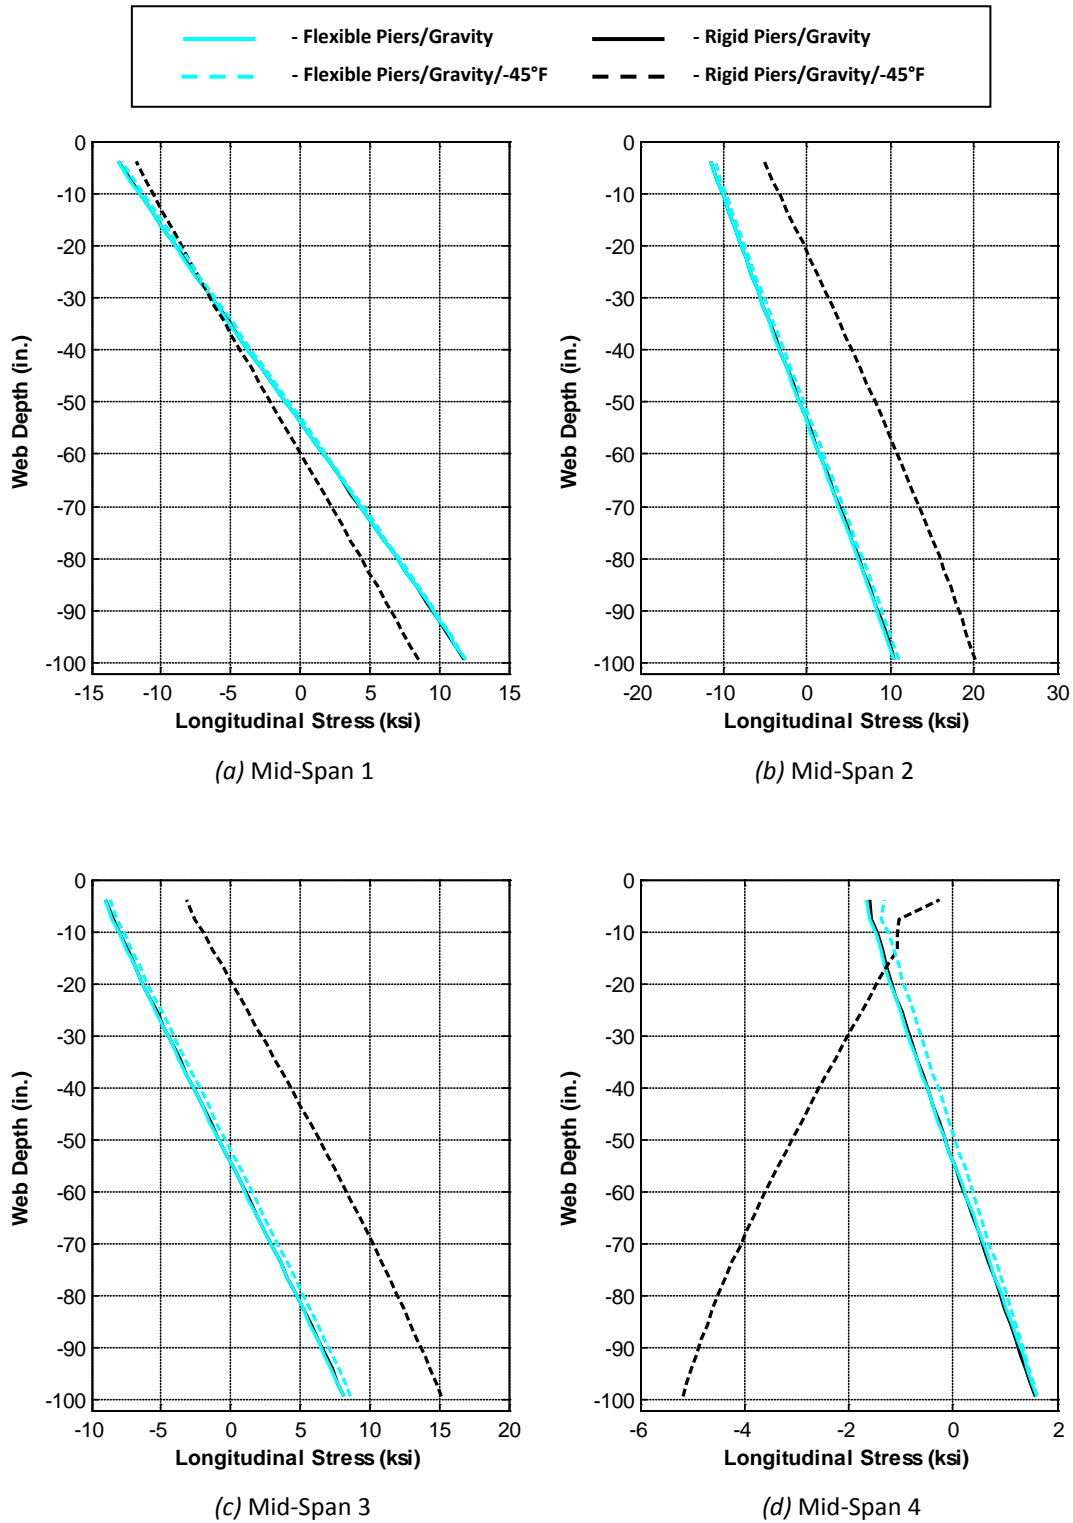 - Flexible Piers/Gravity - Rigid Piers/Gravity
- Flexible Piers/Gravity/-45°F - Rigid Piers/Gravity/-45°F
0
-10
-20
-30
-40
-50
-60
-70
-80
-90
-100
Web Depth (in.)
-15 -10 -5 0 5 10 15
Longitudinal Stress (ksi)
(a) Mid-Span 1
0
-10
-20
-30
-40
-50
-60
-70
-80
-90
-100
Web Depth (in.)
-20 -10 0 10 20 30
Longitudinal Stress (ksi)
(b) Mid-Span 2
0
-10
-20
-30
-40
-50
-60
-70
-80
-90
-100
Web Depth (in.)
-10 -5 0 5 10 15 20
Longitudinal Stress (ksi)
(c) Mid-Span 3
0
-10
-20
-30
-40
-50
-60
-70
-80
-90
-100
Web Depth (in.)
-6 -4 -2 0 2
Longitudinal Stress (ksi)
(d) Mid-Span 4